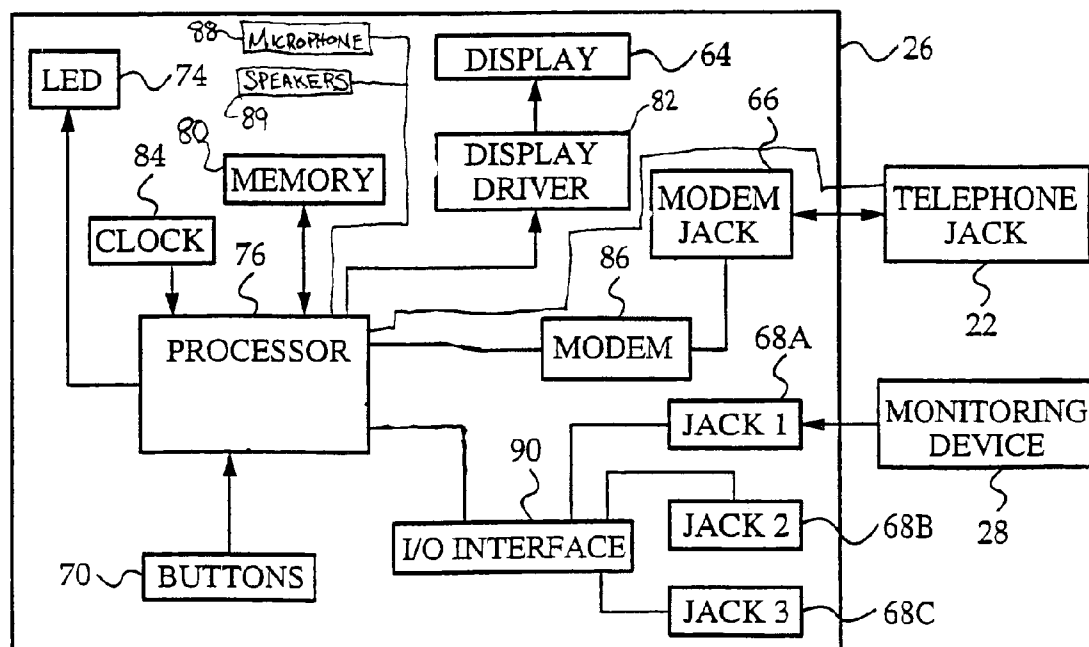 88
MICROPHONE
SPEAKERS
89
LED
74
DISPLAY
64
26
80
MEMORY
82
DISPLAY
DRIVER
66
MODEM
JACK
TELEPHONE
JACK
22
84
CLOCK
76
PROCESSOR
86
MODEM
68A
JACK 1
MONITORING
DEVICE
28
90
I/O INTERFACE
JACK 2
68B
70
BUTTONS
JACK 3
68C